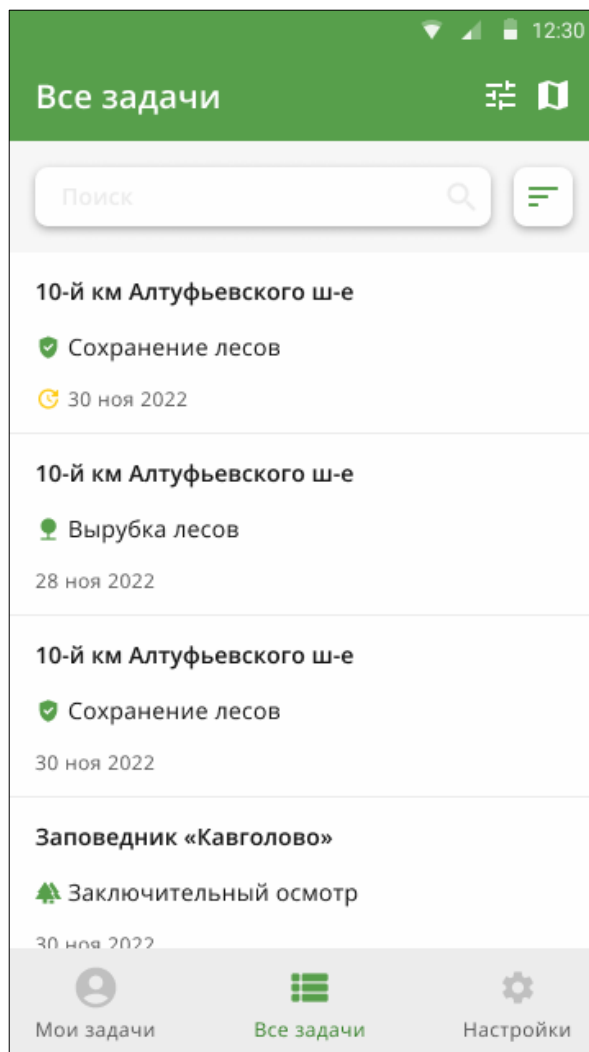 12:30
Все задачи
Поиск
10-й км Алтуфьевского ш-е
Сохранение лесов
30 ноя 2022
10-й км Алтуфьевского ш-е
Вырубка лесов
28 ноя 2022
10-й км Алтуфьевского ш-е
Сохранение лесов
30 ноя 2022
Заповедник «Кавголово»
Заключительный осмотр
30 ноя 2022
Мои задачи Все задачи Настройки